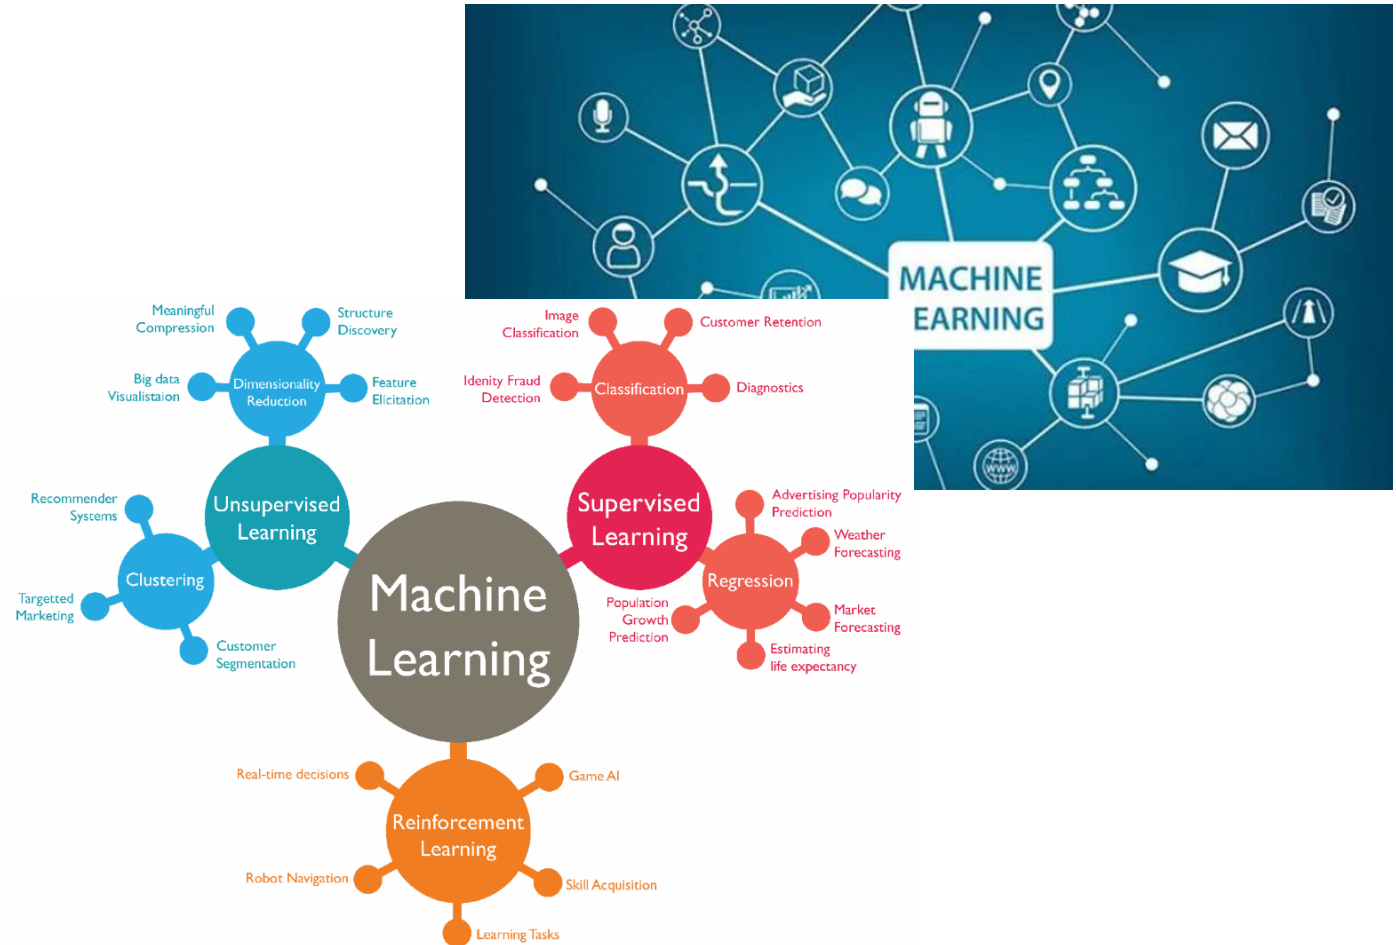 MACHINE
EARNING
WWW
Meaningful
Compression
Structure
Discovery
Big data
Visualistaion
Dimensionality
Reduction
Feature
Elicitation
Image
Classification
Customer Retention
Idenity Fraud
Detection
Classification
Diagnostics
Recommender
Systems
Unsupervised
Learning
Supervised
Learning
Advertising Popularity
Prediction
Weather
Forecasting
Clustering
Regression
Targetted
Marketing
Machine
Learning
Population
Growth
Prediction
Market
Forecasting
Customer
Segmentation
Estimating
life expectancy
Real-time decisions
Game AI
Reinforcement
Learning
Robot Navigation
Skill Acquisition
Learning Tasks